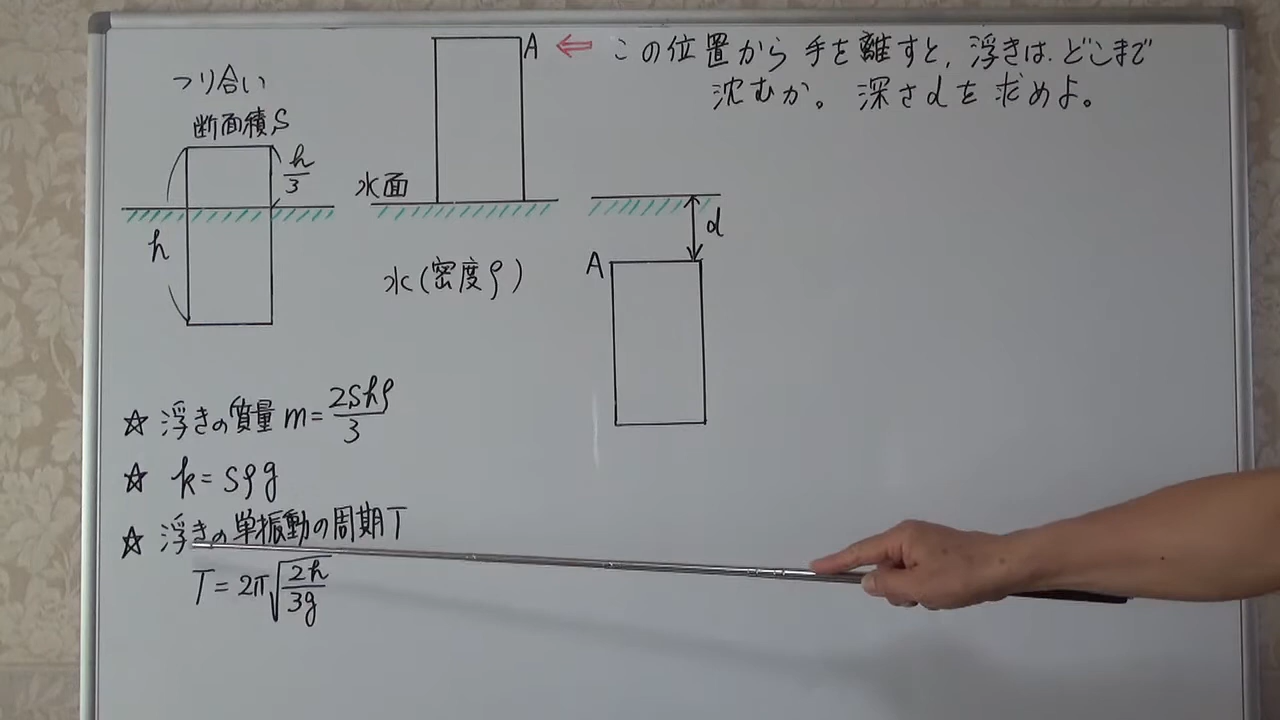 つり合い
断面積S
h/3
h
A
⇐ この位置から手を離すと、浮きは、どこまで
沈むか。深さdを求めよ。
水面
水(密度ρ)
d
A
☆ 浮きの質量 m=2Shρ/3
☆ k=Sρg
☆ 浮きの単振動の周期T
T=2π√(2h/3g)